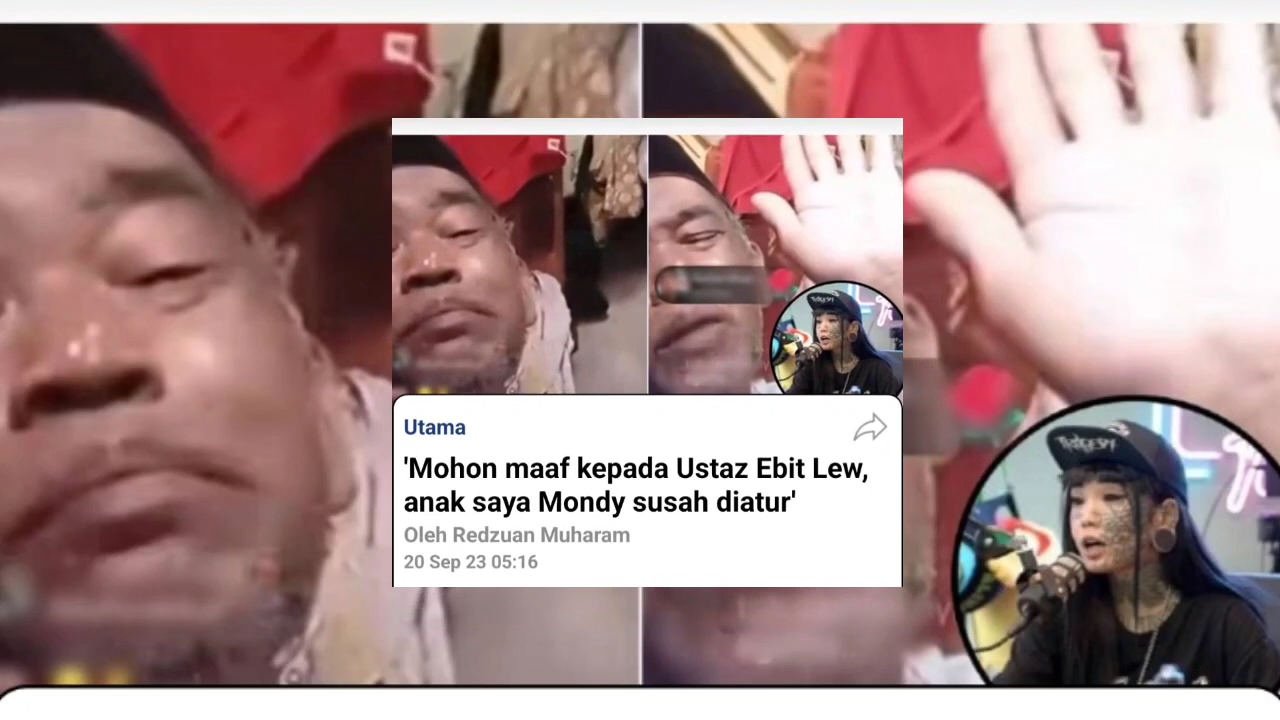 Utama
'Mohon maaf kepada Ustaz Ebit Lew,
anak saya Mondy susah diatur'
Oleh Redzuan Muharam
20 Sep 23 05:16